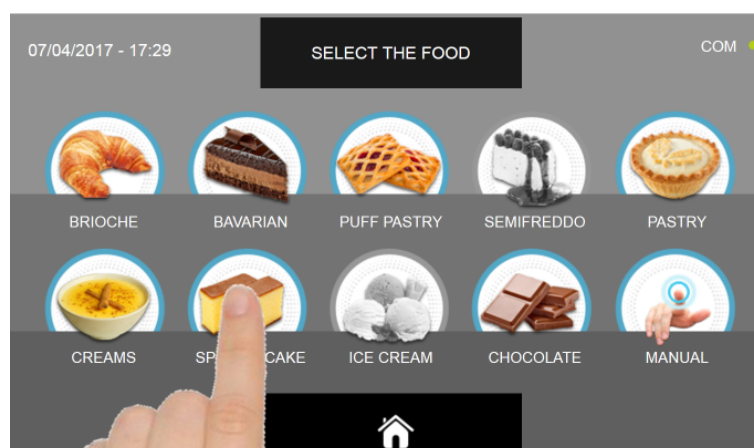 07/04/2017 - 17:29
SELECT THE FOOD
COM
BRIOCHE
BAVARIAN
PUFF PASTRY
SEMIFREDDO
PASTRY
CREAMS
SP CAKE
ICE CREAM
CHOCOLATE
MANUAL